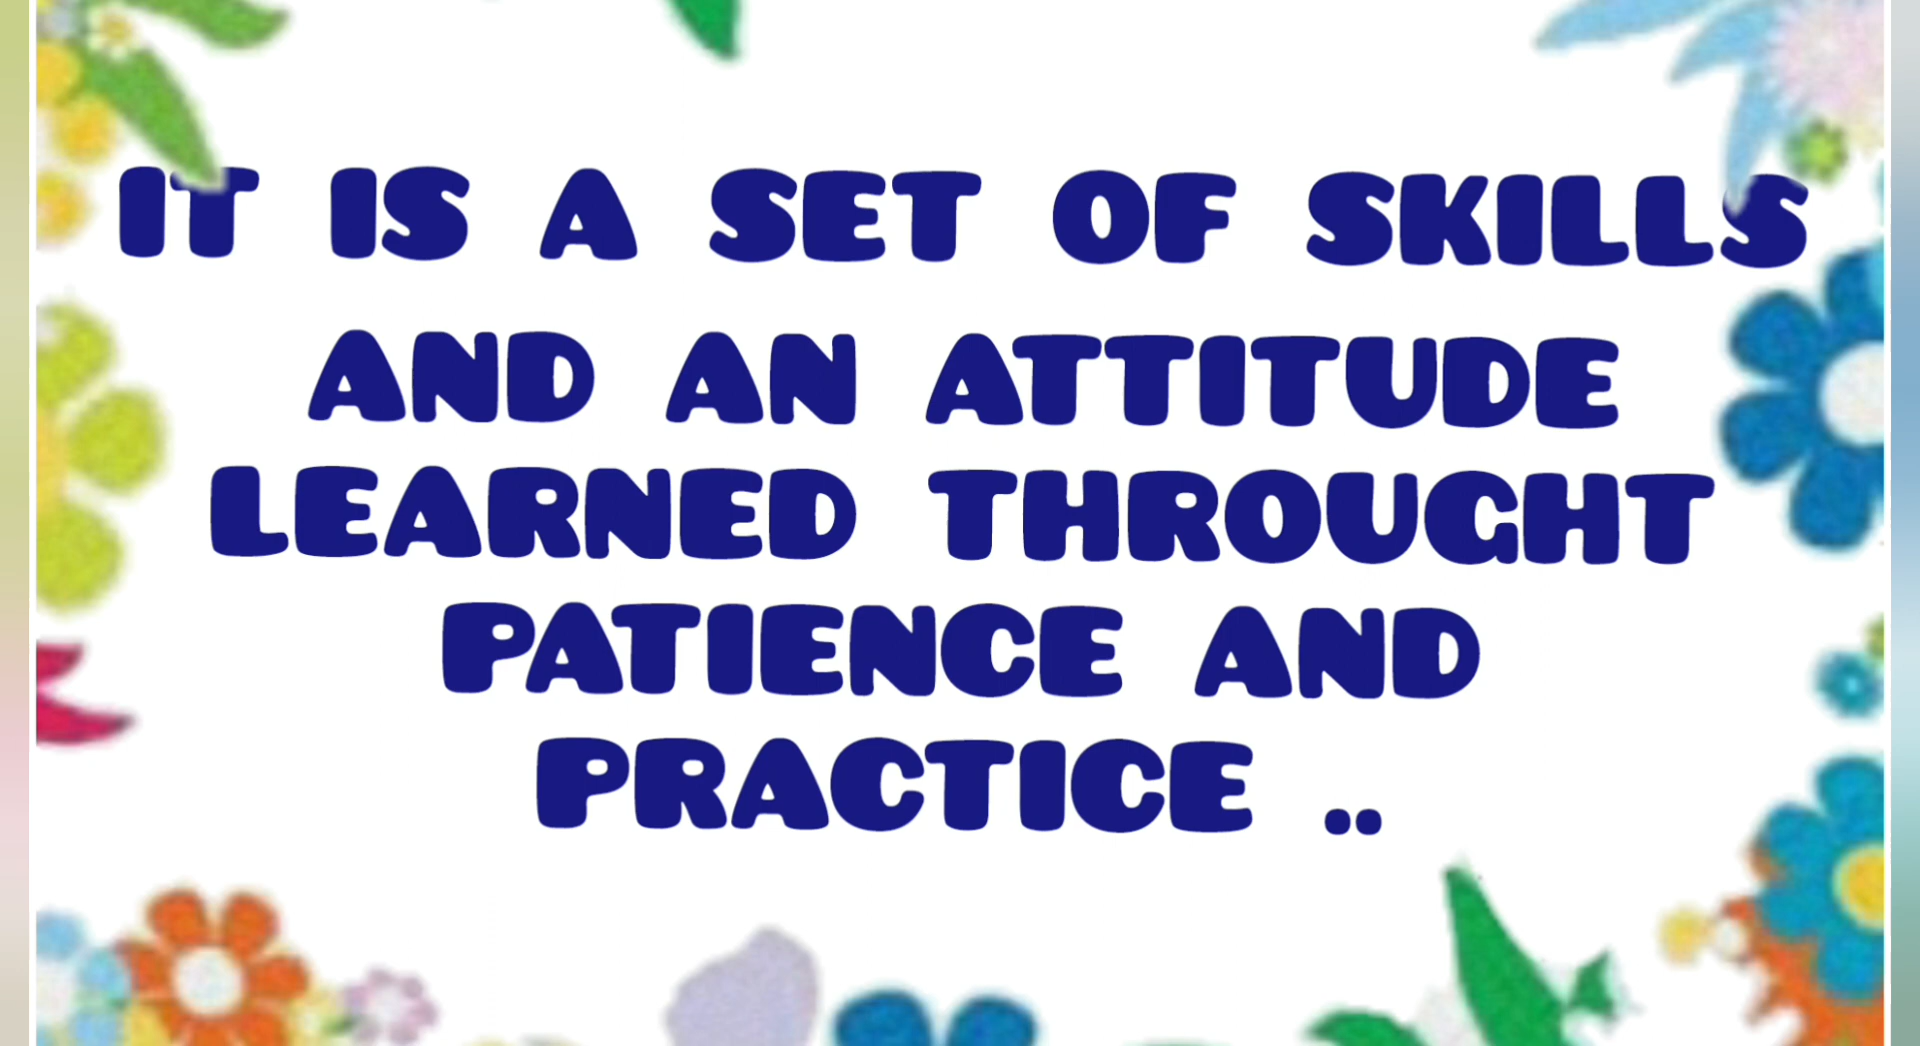 IT IS A SET OF SKILLS
AND AN ATTITUDE
LEARNED THROUGHT
PATIENCE AND
PRACTICE ..